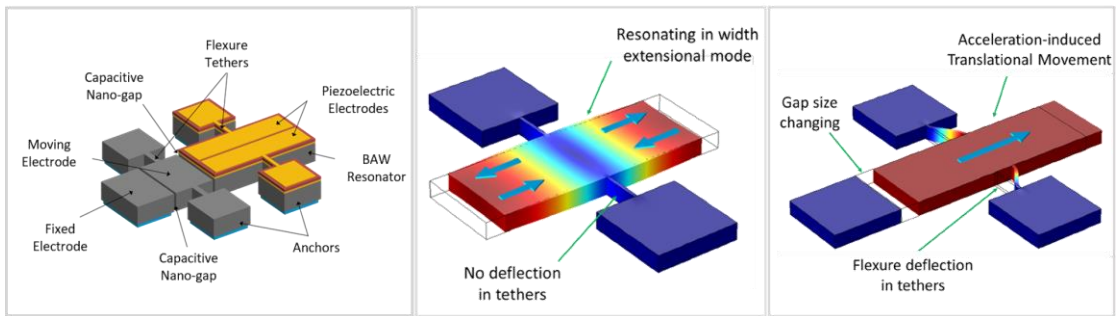 Flexure
Tethers
Capacitive
Nano-gap
Piezoelectric
Electrodes
Moving
Electrode
BAW
Resonator
Fixed
Electrode
Capacitive
Nano-gap
Anchors
Resonating in width
extensional mode
No deflection
in tethers
Acceleration-induced
Translational Movement
Gap size
changing
Flexure deflection
in tethers